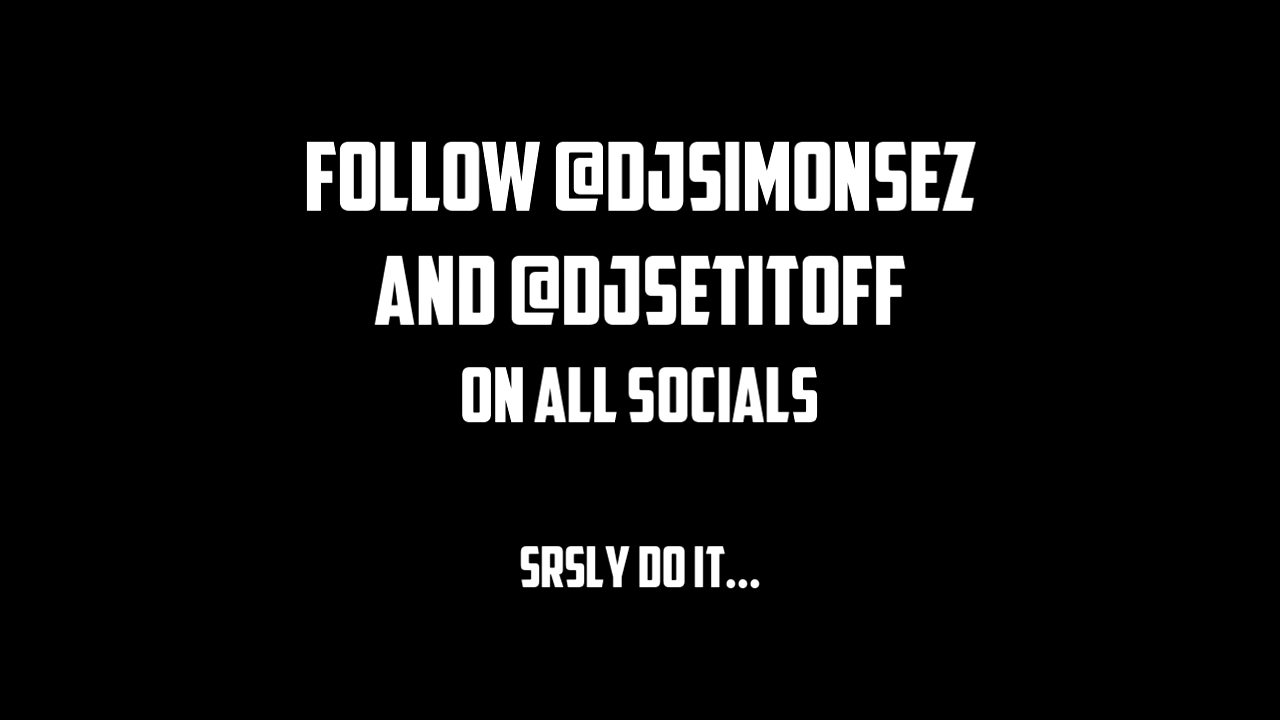 FOLLOW @DJSIMONSEZ
AND @DJSETITOFF
ON ALL SOCIALS
SRSLY DO IT...